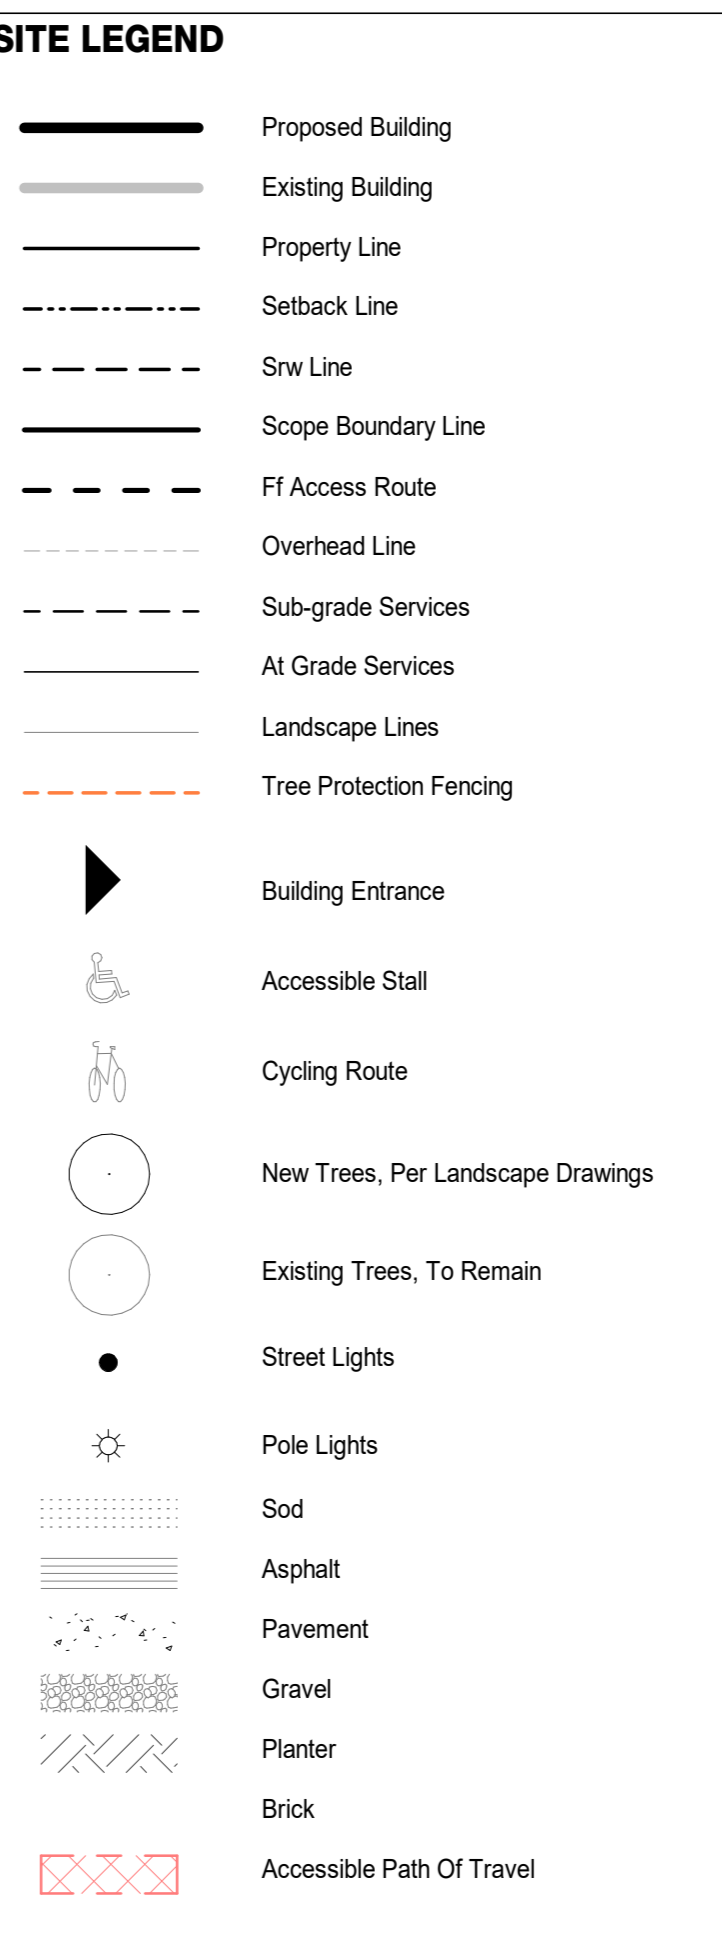 SITE LEGEND
Proposed Building
Existing Building
Property Line
Setback Line
Srw Line
Scope Boundary Line
Ff Access Route
Overhead Line
Sub-grade Services
At Grade Services
Landscape Lines
Tree Protection Fencing
Building Entrance
Accessible Stall
Cycling Route
New Trees, Per Landscape Drawings
Existing Trees, To Remain
Street Lights
Pole Lights
Sod
Asphalt
Pavement
Gravel
Planter
Brick
Accessible Path Of Travel